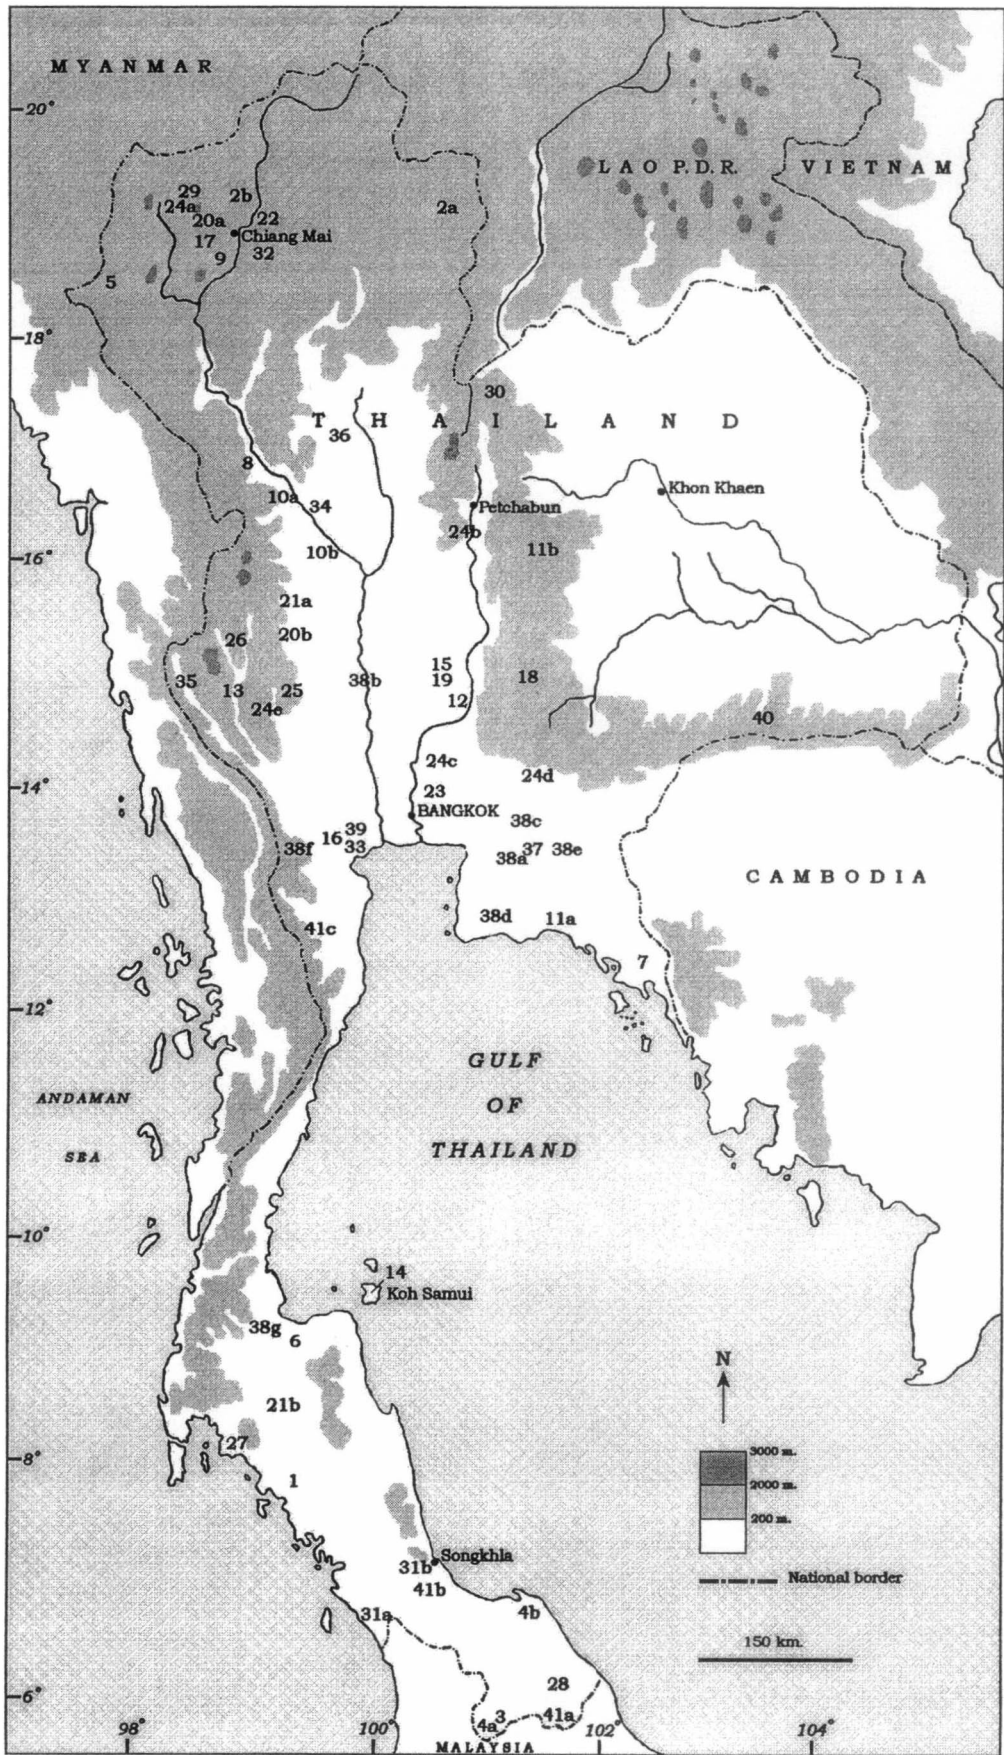 MYANMAR
20°
LAO P.D.R. VIETNAM
29 2b
24a 2a
20a 22
Chiang Mai
17
9 32
5
18°
30
THAILAND
36
8
Khon Khaen
10a
34 Petchabun
24b
10b 11b
16°
21a
26 20b
15
35 13 25 38b 19 18
24e 12
40
24c
24d
14°
23
BANGKOK
38c
39
16
38f 33 37 38e
38a
CAMBODIA
38d 11a
41c
7
12°
GULF
OF
THAILAND
ANDAMAN
SEA
10°
14
Koh Samui
38g
6
N
21b
27
8°
1
3000 m.
2000 m.
200 m.
Songkhla
31b
National border
41b
31a 4b
150 km.
28
6°
3 41a
4a
98° 100° 102° 104°
MALAYSIA